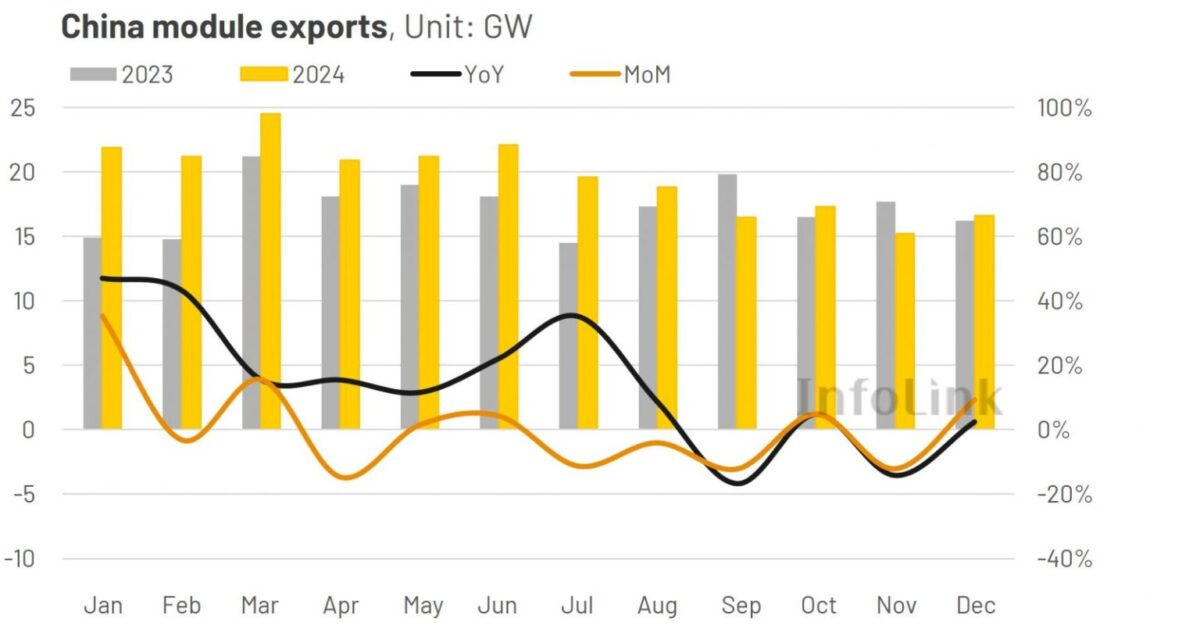 China module exports, Unit: GW
2023 2024 YoY MoM
25 100%
20 80%
15 60%
10 40%
5 20%
InfoLink
0 0%
-5 -20%
-10 -40%
Jan Feb Mar Apr May Jun Jul Aug Sep Oct Nov Dec